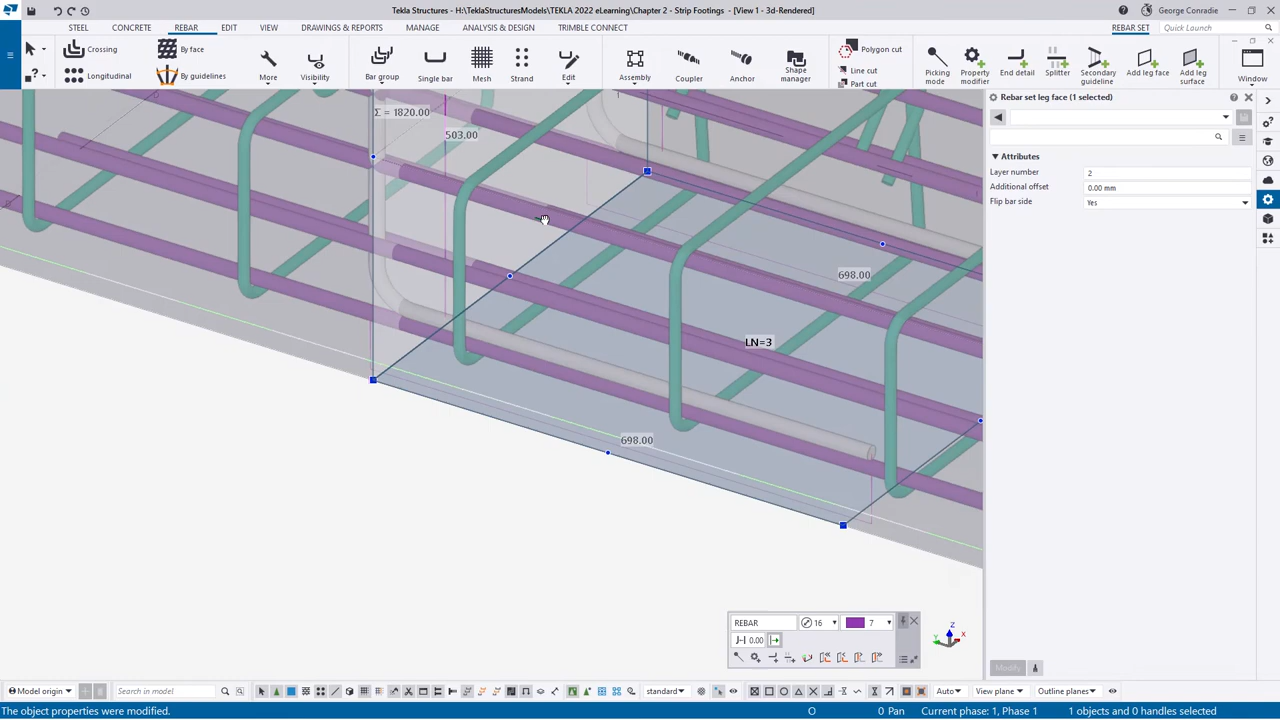 Tekla Structures - H:\TeklaStructuresModels\TEKLA 2022 eLearning\Chapter 2 - Strip Footings - [View 1 - 3d-Rendered]
George Conradie
STEEL CONCRETE REBAR EDIT VIEW DRAWINGS & REPORTS MANAGE ANALYSIS & DESIGN TRIMBLE CONNECT REBAR SET Quick Launch
Crossing
Longitudinal
By face
By guidelines
More
Visibility
Bar group
Single bar
Mesh
Strand
Edit
Assembly
Coupler
Anchor
Shape manager
Polygon cut
Line cut
Part cut
Picking mode
Property modifier
End detail
Splitter
Secondary guideline
Add leg face
Add leg surface
Window
Rebar set leg face (1 selected)
Attributes
Layer number 2
Additional offset 0.00 mm
Flip bar side Yes
Modify
Σ = 1820.00
503.00
698.00
LN=3
698.00
REBAR 16 7
0.00
Z
Y X
Model origin Search in model standard Auto View plane Outline planes
The object properties were modified. O 0 Pan Current phase: 1, Phase 1 1 objects and 0 handles selected